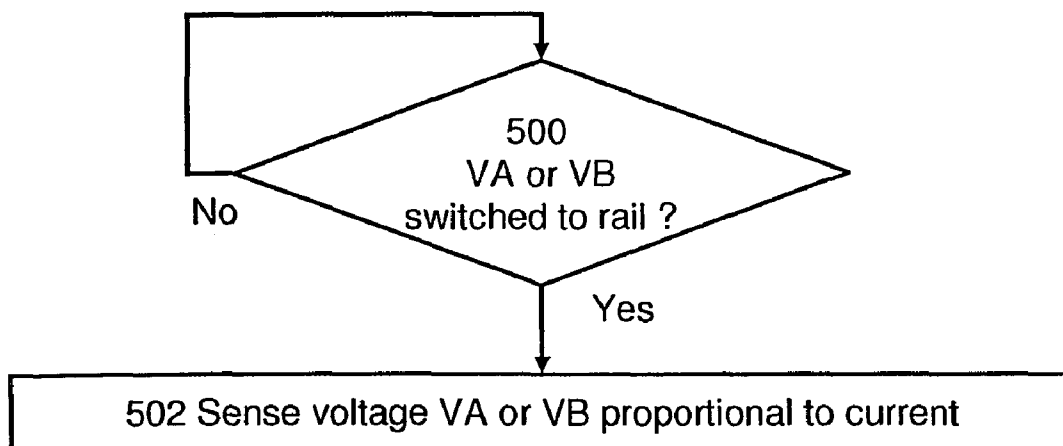 500
VA or VB
switched to rail ?
No
Yes
502 Sense voltage VA or VB proportional to current